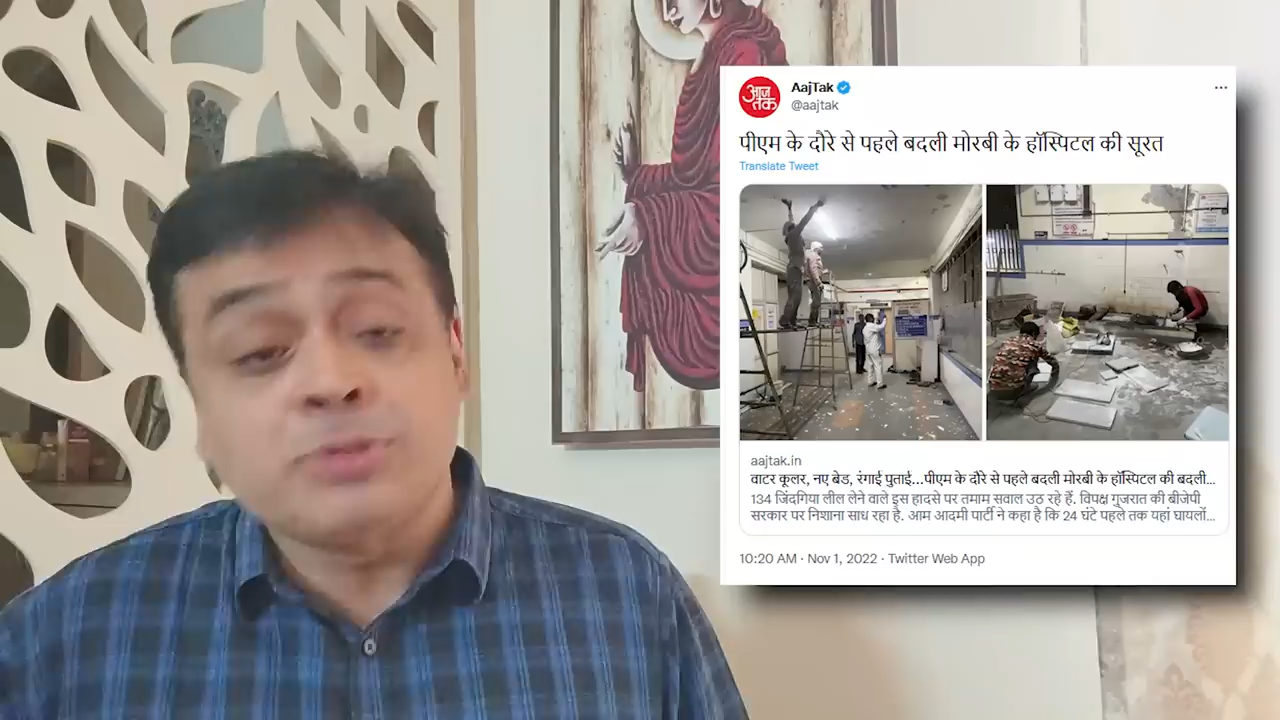 आज तक
AajTak
@aajtak
पीएम के दौरे से पहले बदली मोरबी के हॉस्पिटल की सूरत
Translate Tweet
aajtak.in
वाटर कूलर, नए बेड, रंगाई पुताई...पीएम के दौरे से पहले बदली मोरबी के हॉस्पिटल की बदली...
134 जिंदगिया लील लेने वाले इस हादसे पर तमाम सवाल उठ रहे हैं. विपक्ष गुजरात की बीजेपी
सरकार पर निशाना साध रहा है. आम आदमी पार्टी ने कहा है कि 24 घंटे पहले तक यहां घायलों...
10:20 AM · Nov 1, 2022 · Twitter Web App